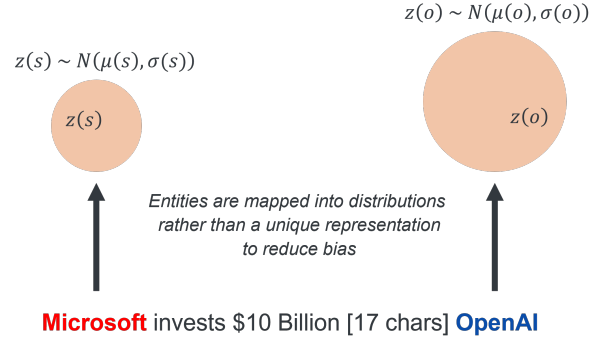 z(o) ~ N(μ(o), σ(o))
z(s) ~ N(μ(s), σ(s))
z(s)
z(o)
Entities are mapped into distributions
rather than a unique representation
to reduce bias
Microsoft invests $10 Billion [17 chars] OpenAI